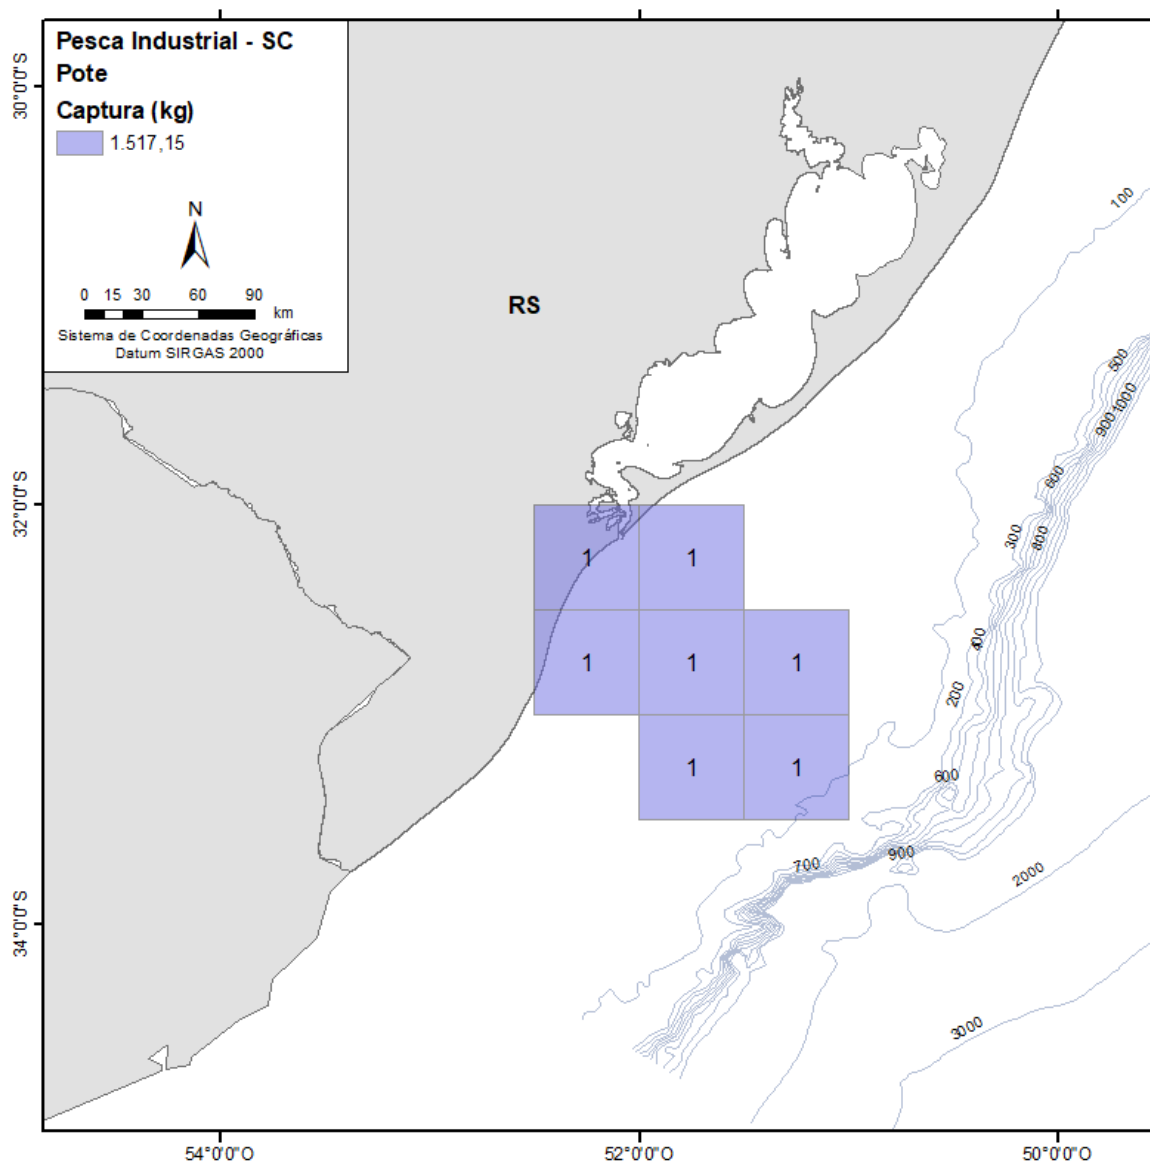 Pesca Industrial - SC
Pote
Captura (kg)
1.517,15
N
0 15 30 60 90
km
Sistema de Coordenadas Geográficas
Datum SIRGAS 2000
30°0'0"S
32°0'0"S
34°0'0"S
RS
100
500
1000
900
600
300
800
400
200
600
700
900
2000
3000
1 1
1 1 1
1 1
54°0'0"O 52°0'0"O 50°0'0"O